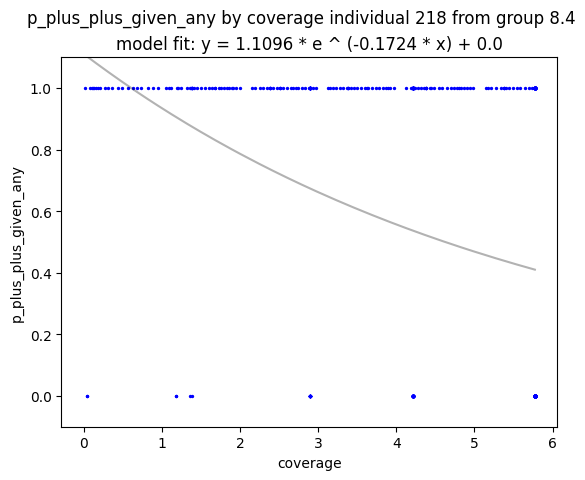 p_plus_plus_given_any by coverage individual 218 from group 8.4
model fit: y = 1.1096 * e ^ (-0.1724 * x) + 0.0
1.0
0.8
0.6
0.4
0.2
0.0
p_plus_plus_given_any
0 1 2 3 4 5 6
coverage